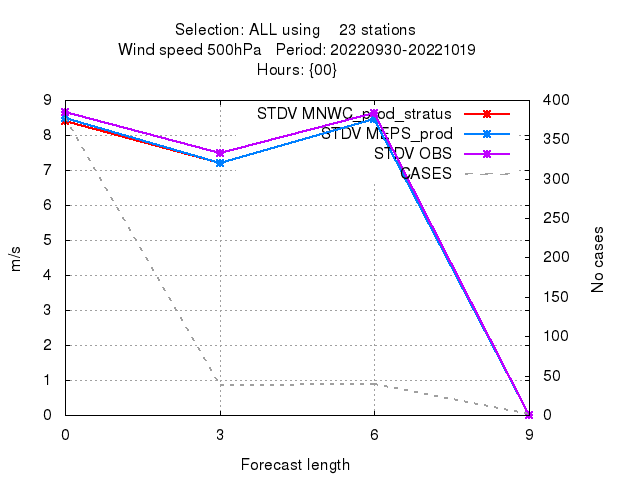 Selection: ALL using 23 stations
Wind speed 500hPa Period: 20220930-20221019
Hours: {00}
STDV MNWC_prod_stratus
STDV MEPS_prod
STDV OBS
CASES
9
8
7
6
5
4
3
2
1
0
m/s
400
350
300
250
200
150
100
50
0
No cases
0 3 6 9
Forecast length